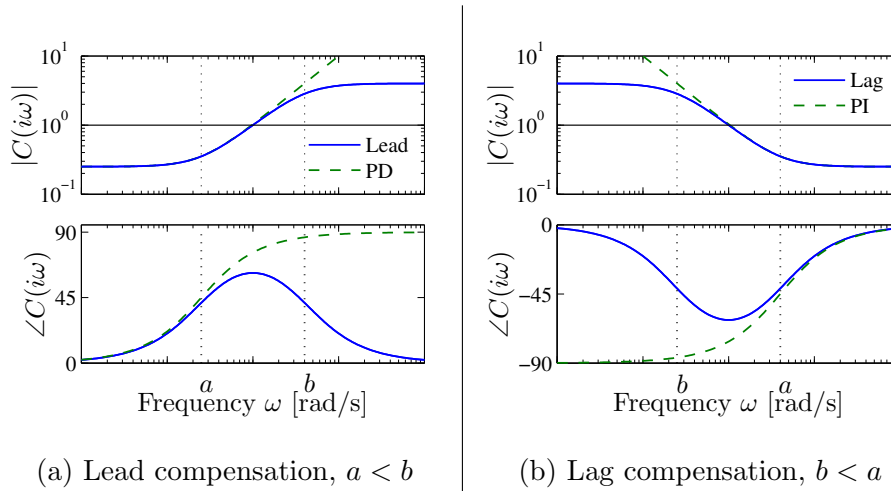 10^1
10^0
10^{-1}
|C(iω)|
Lead
PD
90
45
0
∠C(iω)
a
b
Frequency ω [rad/s]
(a) Lead compensation, a < b
10^1
10^0
10^{-1}
|C(iω)|
Lag
PI
0
−45
−90
∠C(iω)
b
a
Frequency ω [rad/s]
(b) Lag compensation, b < a